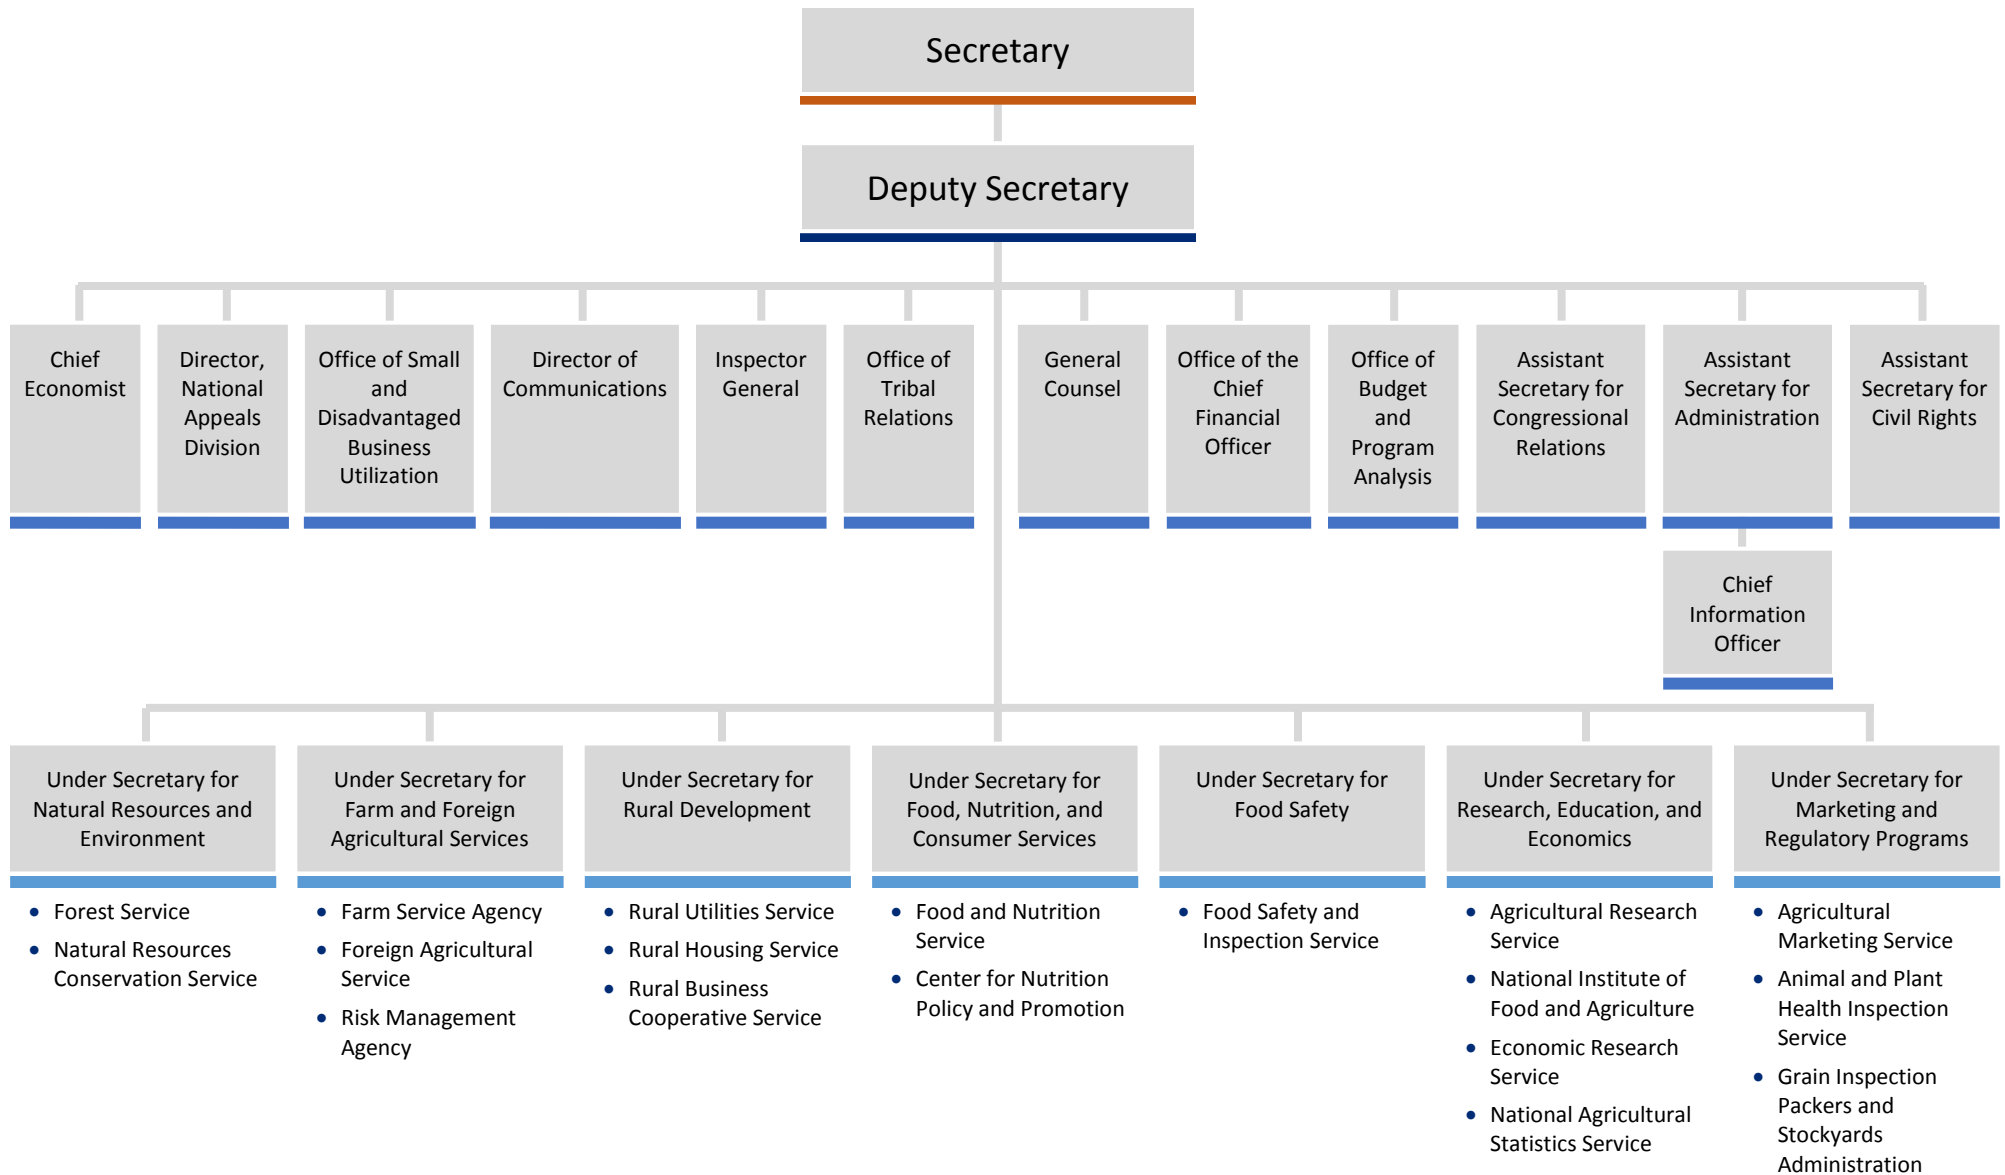 Secretary
Deputy Secretary
Chief
Economist
Director,
National
Appeals
Division
Office of Small
and
Disadvantaged
Business
Utilization
Director of
Communications
Inspector
General
Office of
Tribal
Relations
General
Counsel
Office of the
Chief
Financial
Officer
Office of
Budget
and
Program
Analysis
Assistant
Secretary for
Congressional
Relations
Assistant
Secretary for
Administration
Assistant
Secretary for
Civil Rights
Chief
Information
Officer
Under Secretary for
Natural Resources and
Environment
• Forest Service
• Natural Resources
Conservation Service
Under Secretary for
Farm and Foreign
Agricultural Services
• Farm Service Agency
• Foreign Agricultural
Service
• Risk Management
Agency
Under Secretary for
Rural Development
• Rural Utilities Service
• Rural Housing Service
• Rural Business
Cooperative Service
Under Secretary for
Food, Nutrition, and
Consumer Services
• Food and Nutrition
Service
• Center for Nutrition
Policy and Promotion
Under Secretary for
Food Safety
• Food Safety and
Inspection Service
Under Secretary for
Research, Education, and
Economics
• Agricultural Research
Service
• National Institute of
Food and Agriculture
• Economic Research
Service
• National Agricultural
Statistics Service
Under Secretary for
Marketing and
Regulatory Programs
• Agricultural
Marketing Service
• Animal and Plant
Health Inspection
Service
• Grain Inspection
Packers and
Stockyards
Administration